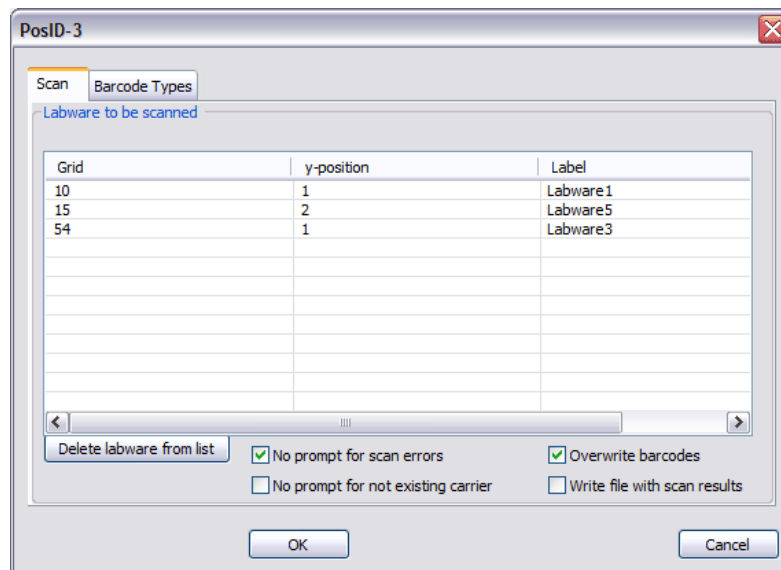 PosID-3
Scan Barcode Types
Labware to be scanned
Grid y-position Label
10 1 Labware1
15 2 Labware5
54 1 Labware3
Delete labware from list No prompt for scan errors Overwrite barcodes
No prompt for not existing carrier Write file with scan results
OK Cancel